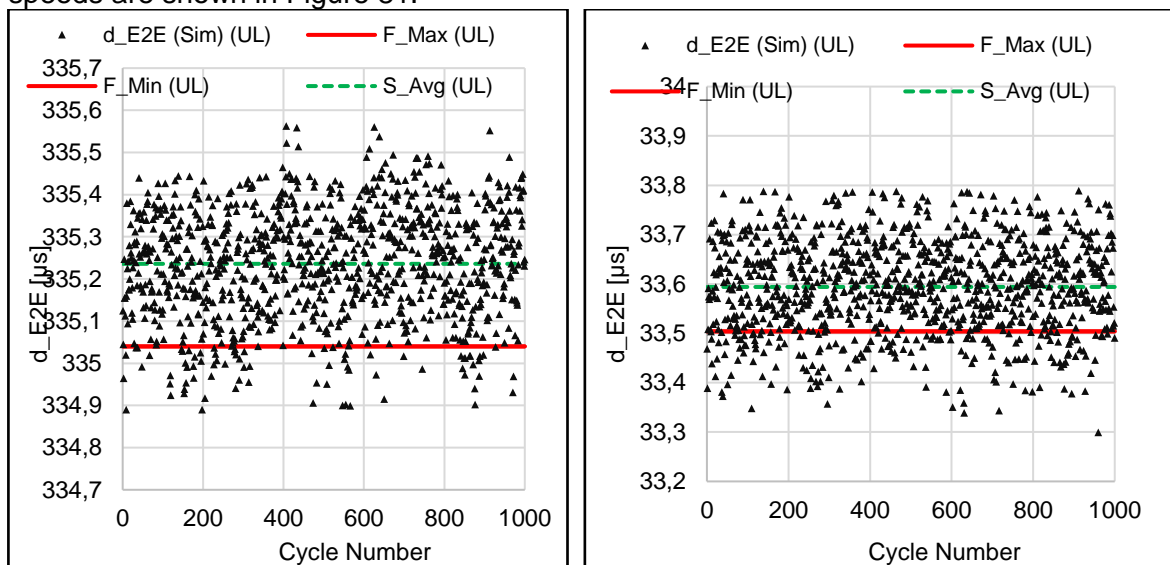 speeds are shown in Figure 31.
d_E2E (Sim) (UL) F_Max (UL)
F_Min (UL) S_Avg (UL)
335,7
335,6
335,5
335,4
335,3
335,2
335,1
335
334,9
334,8
334,7
d_E2E [µs]
0 200 400 600 800 1000
Cycle Number
d_E2E (Sim) (UL) F_Max (UL)
F_Min (UL) S_Avg (UL)
34
33,9
33,8
33,7
33,6
33,5
33,4
33,3
33,2
d_E2E [µs]
0 200 400 600 800 1000
Cycle Number